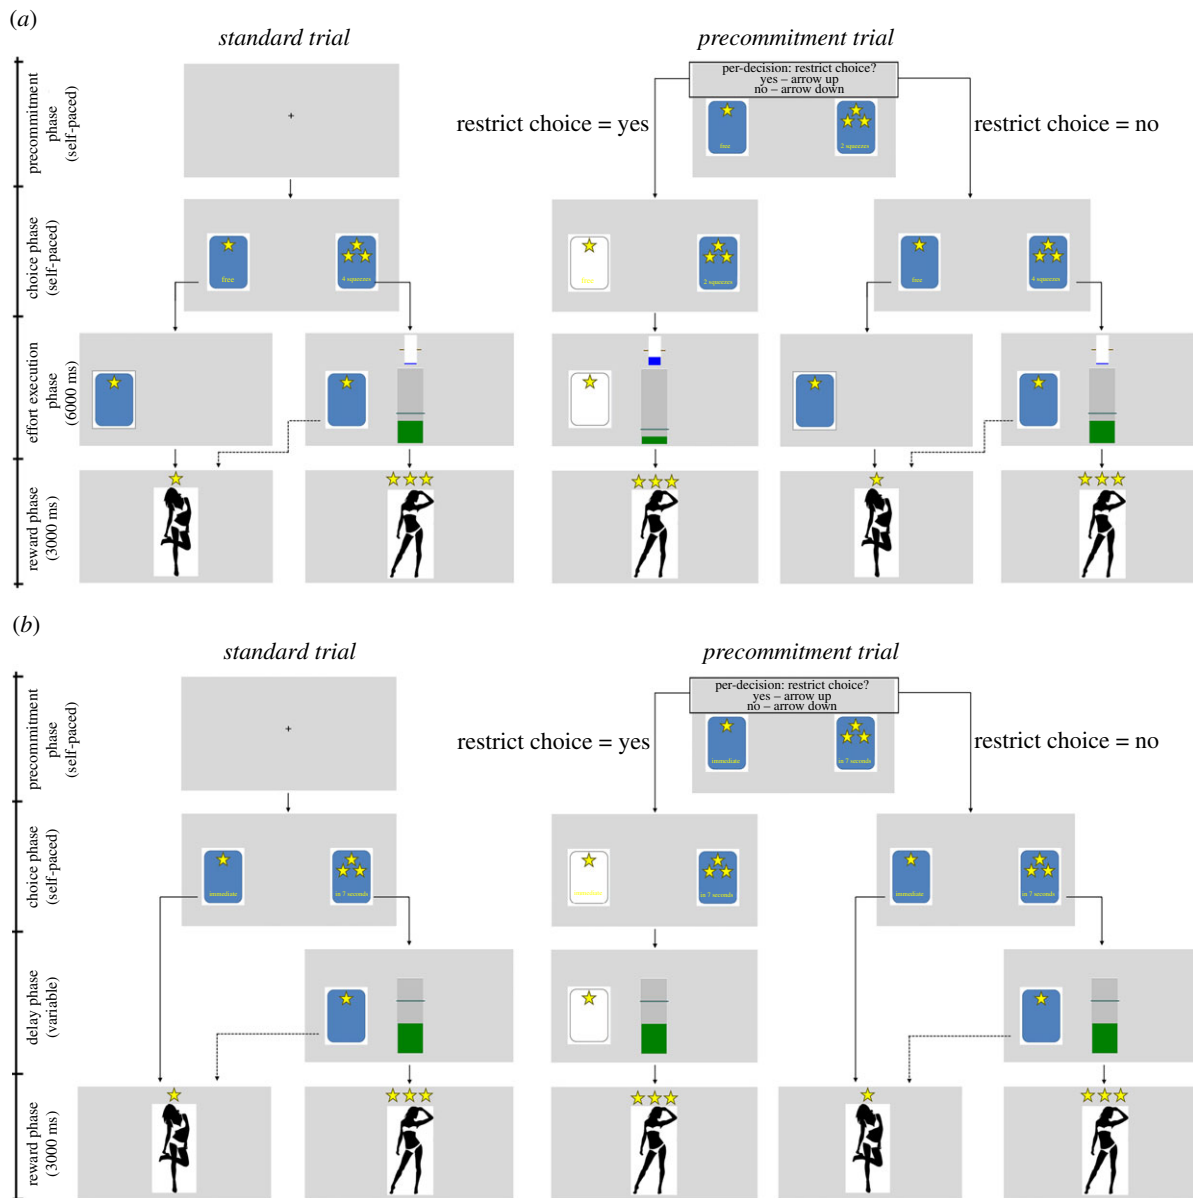 (a)
standard trial
precommitment trial
precommitment
phase
(self-paced)
per-decision: restrict choice?
yes – arrow up
no – arrow down
restrict choice = yes
restrict choice = no
free
2 squeezes
choice phase
(self-paced)
free
4 squeezes
free
2 squeezes
free
4 squeezes
effort execution
phase
(6000 ms)
reward phase
(3000 ms)
(b)
standard trial
precommitment trial
precommitment
phase
(self-paced)
per-decision: restrict choice?
yes – arrow up
no – arrow down
restrict choice = yes
restrict choice = no
immediate
in 7 seconds
choice phase
(self-paced)
immediate
in 7 seconds
immediate
in 7 seconds
immediate
in 7 seconds
delay phase
(variable)
reward phase
(3000 ms)